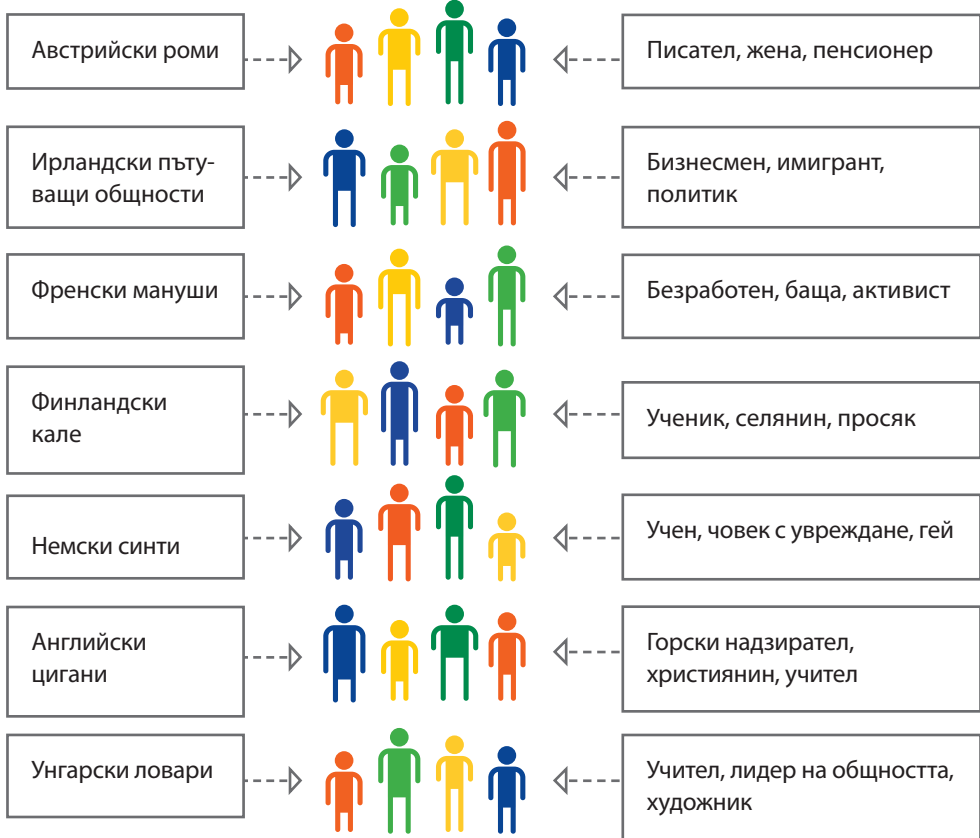 Австрийски роми
Писател, жена, пенсионер
Ирландски пъту-
ващи общности
Бизнесмен, имигрант,
политик
Френски мануши
Безработен, баща, активист
Финландски
кале
Ученик, селянин, просяк
Немски синти
Учен, човек с увреждане, гей
Английски
цигани
Горски надзирател,
християнин, учител
Унгарски ловари
Учител, лидер на общността,
художник